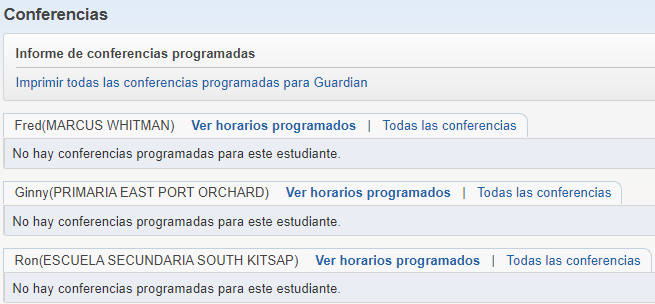 Conferencias
Informe de conferencias programadas
Imprimir todas las conferencias programadas para Guardian
Fred(MARCUS WHITMAN) Ver horarios programados | Todas las conferencias
No hay conferencias programadas para este estudiante.
Ginny(PRIMARIA EAST PORT ORCHARD) Ver horarios programados | Todas las conferencias
No hay conferencias programadas para este estudiante.
Ron(ESCUELA SECUNDARIA SOUTH KITSAP) Ver horarios programados | Todas las conferencias
No hay conferencias programadas para este estudiante.